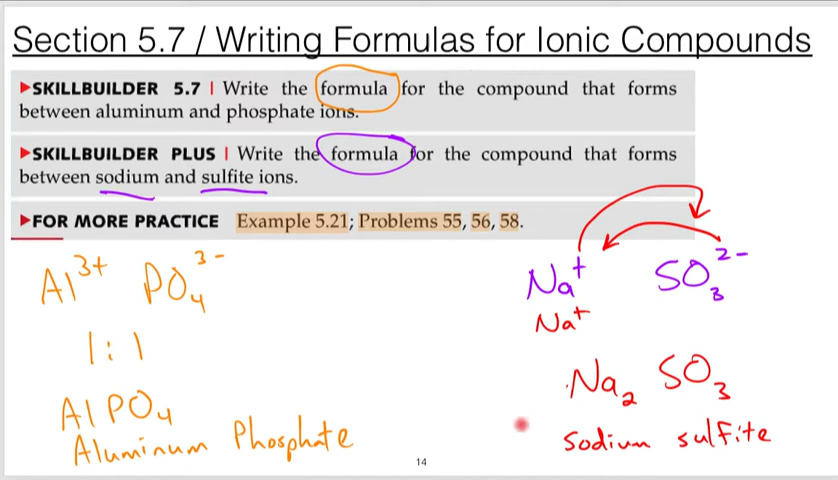 Section 5.7 / Writing Formulas for Ionic Compounds
▶SKILLBUILDER 5.7 | Write the formula for the compound that forms
between aluminum and phosphate ions.
▶SKILLBUILDER PLUS | Write the formula for the compound that forms
between sodium and sulfite ions.
▶FOR MORE PRACTICE Example 5.21; Problems 55, 56, 58.
Al³⁺ PO₄³⁻
1:1
AlPO₄
Aluminum Phosphate
Na⁺ SO₃²⁻
Na⁺
Na₂ SO₃
Sodium sulfite
14